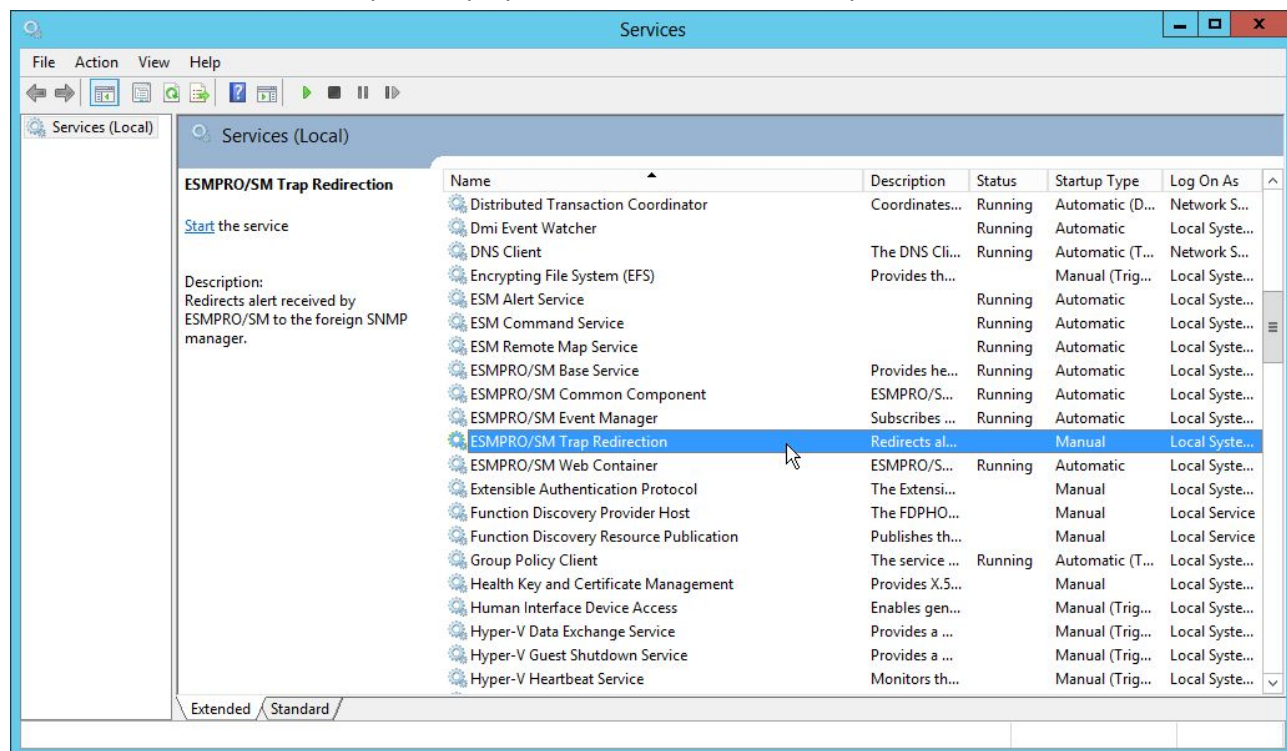 Services
File Action View Help
Services (Local)
Services (Local)
ESMPRO/SM Trap Redirection
Start the service
Description:
Redirects alert received by
ESMPRO/SM to the foreign SNMP
manager.
Name Description Status Startup Type Log On As
Distributed Transaction Coordinator Coordinates... Running Automatic (D... Network S...
Dmi Event Watcher Running Automatic Local Syste...
DNS Client The DNS Cli... Running Automatic (T... Network S...
Encrypting File System (EFS) Provides th... Manual (Trig... Local Syste...
ESM Alert Service Running Automatic Local Syste...
ESM Command Service Running Automatic Local Syste...
ESM Remote Map Service Running Automatic Local Syste...
ESMPRO/SM Base Service Provides he... Running Automatic Local Syste...
ESMPRO/SM Common Component ESMPRO/S... Running Automatic Local Syste...
ESMPRO/SM Event Manager Subscribes ... Running Automatic Local Syste...
ESMPRO/SM Trap Redirection Redirects al... Manual Local Syste...
ESMPRO/SM Web Container ESMPRO/S... Running Automatic Local Syste...
Extensible Authentication Protocol The Extensi... Manual Local Syste...
Function Discovery Provider Host The FDPHO... Manual Local Service
Function Discovery Resource Publication Publishes th... Manual Local Service
Group Policy Client The service ... Running Automatic (T... Local Syste...
Health Key and Certificate Management Provides X.5... Manual Local Syste...
Human Interface Device Access Enables gen... Manual (Trig... Local Syste...
Hyper-V Data Exchange Service Provides a ... Manual (Trig... Local Syste...
Hyper-V Guest Shutdown Service Provides a ... Manual (Trig... Local Syste...
Hyper-V Heartbeat Service Monitors th... Manual (Trig... Local Syste...
Extended Standard